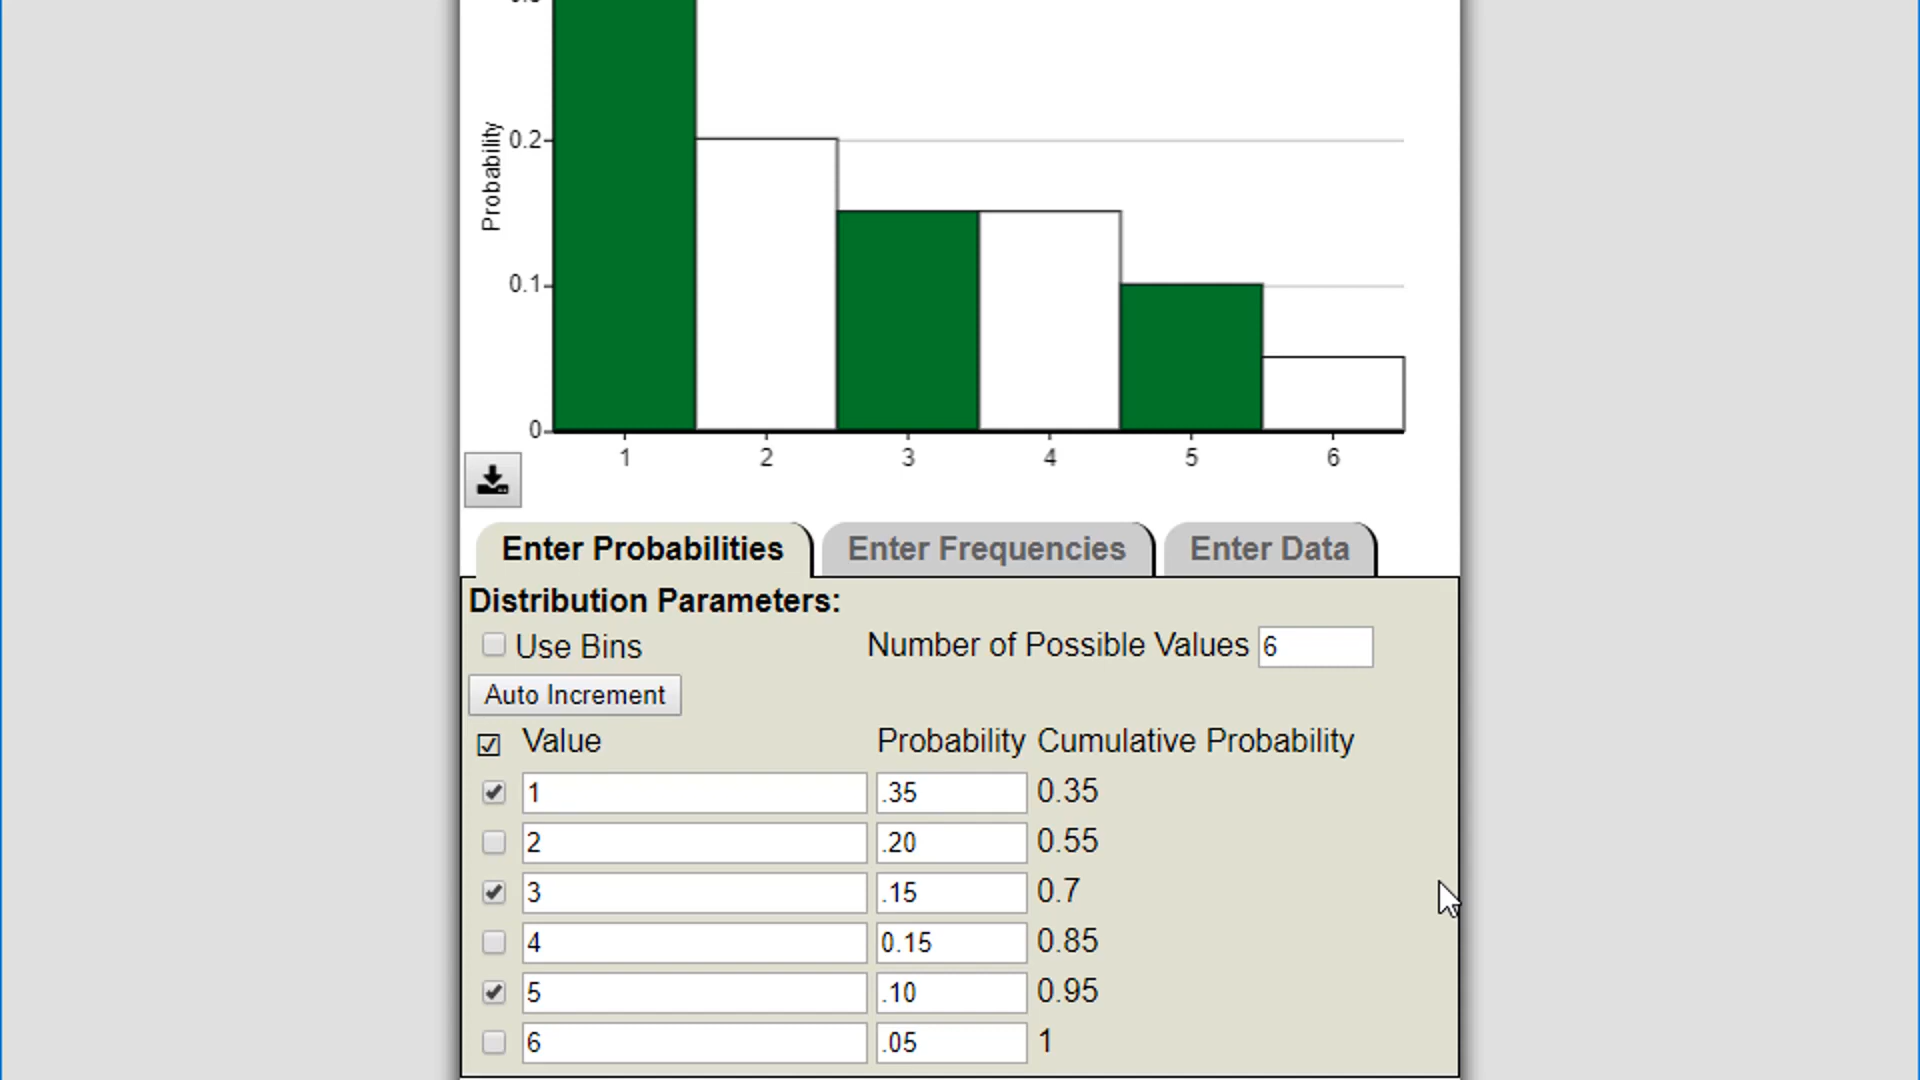 Probability
0.2
0.1
0
1 2 3 4 5 6
Enter Probabilities Enter Frequencies Enter Data
Distribution Parameters:
Use Bins Number of Possible Values 6
Auto Increment
Value Probability Cumulative Probability
1 .35 0.35
2 .20 0.55
3 .15 0.7
4 0.15 0.85
5 .10 0.95
6 .05 1